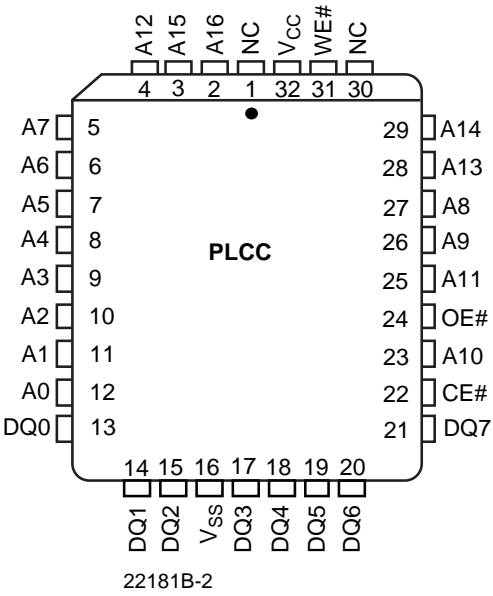 A12 A15 A16 NC VCC WE# NC
4 3 2 1 32 31 30
A7 5 29 A14
A6 6 28 A13
A5 7 27 A8
A4 8 26 A9
PLCC
A3 9 25 A11
A2 10 24 OE#
A1 11 23 A10
A0 12 22 CE#
DQ0 13 21 DQ7
14 15 16 17 18 19 20
DQ1 DQ2 VSS DQ3 DQ4 DQ5 DQ6
22181B-2